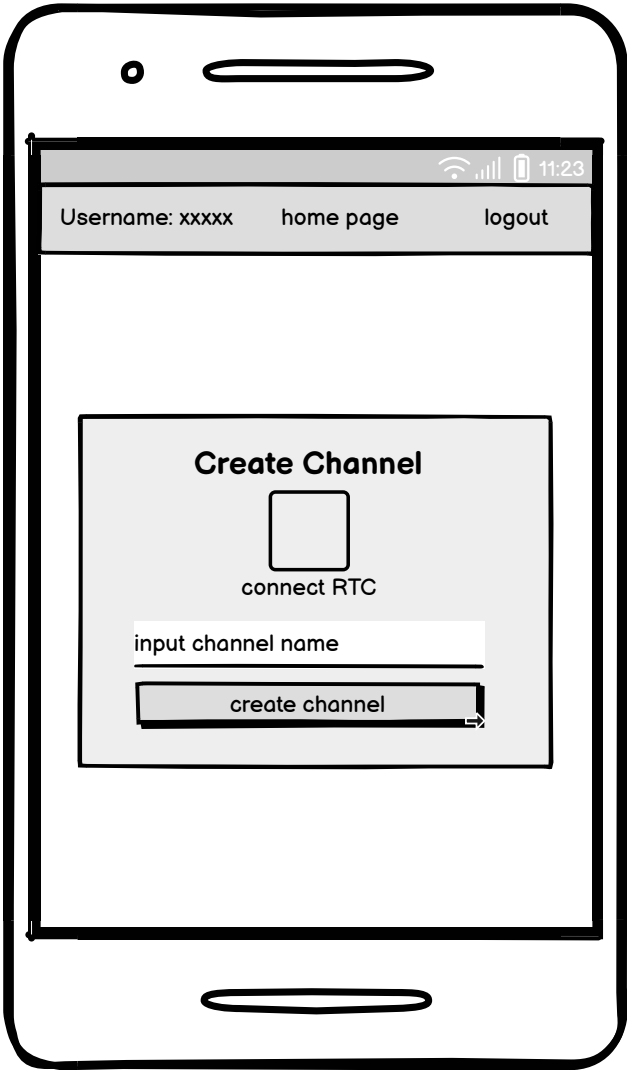 11:23
Username: xxxxx home page logout
Create Channel
connect RTC
input channel name
create channel